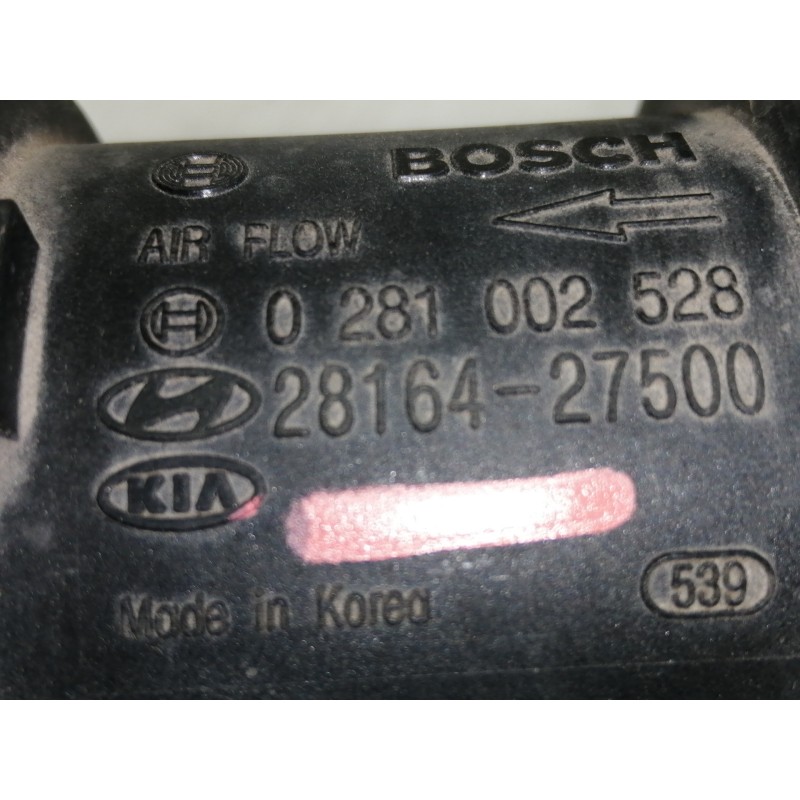 BOSCH
AIR FLOW
0 281 002 528
28164-27500
KIA
Made in Korea
539